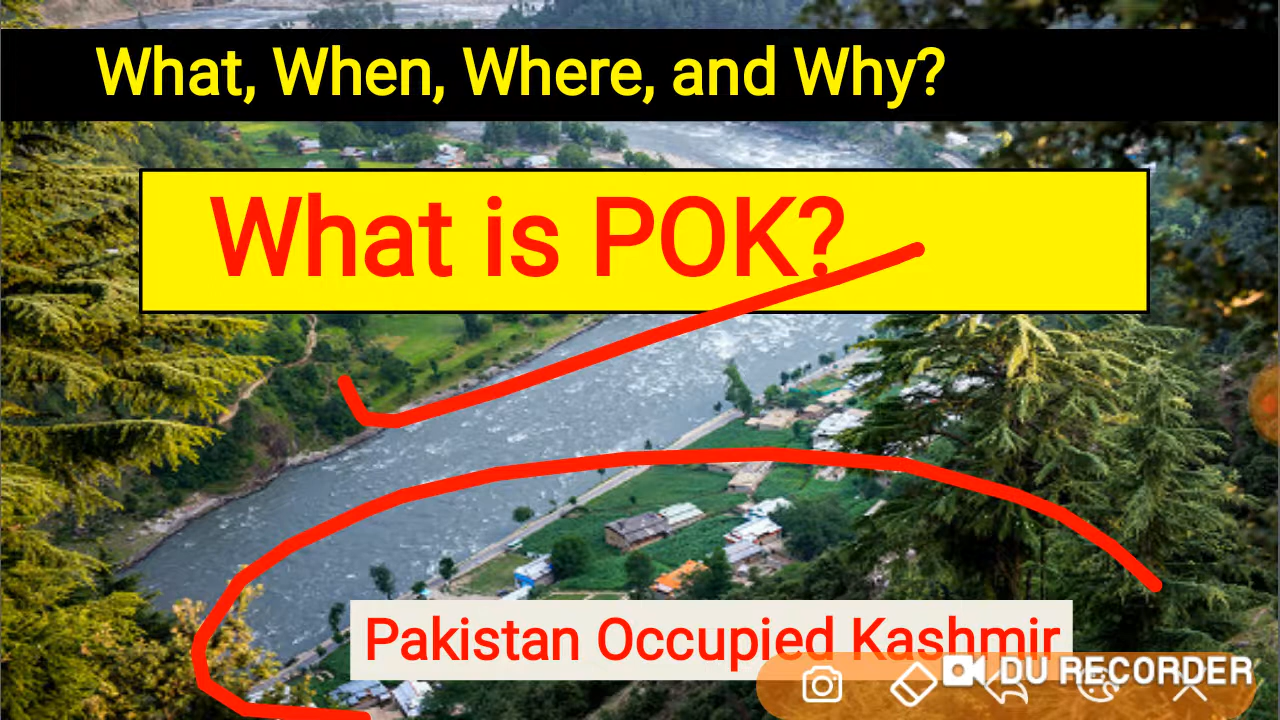 What, When, Where, and Why?
What is POK?
Pakistan Occupied Kashmir
DU RECORDER